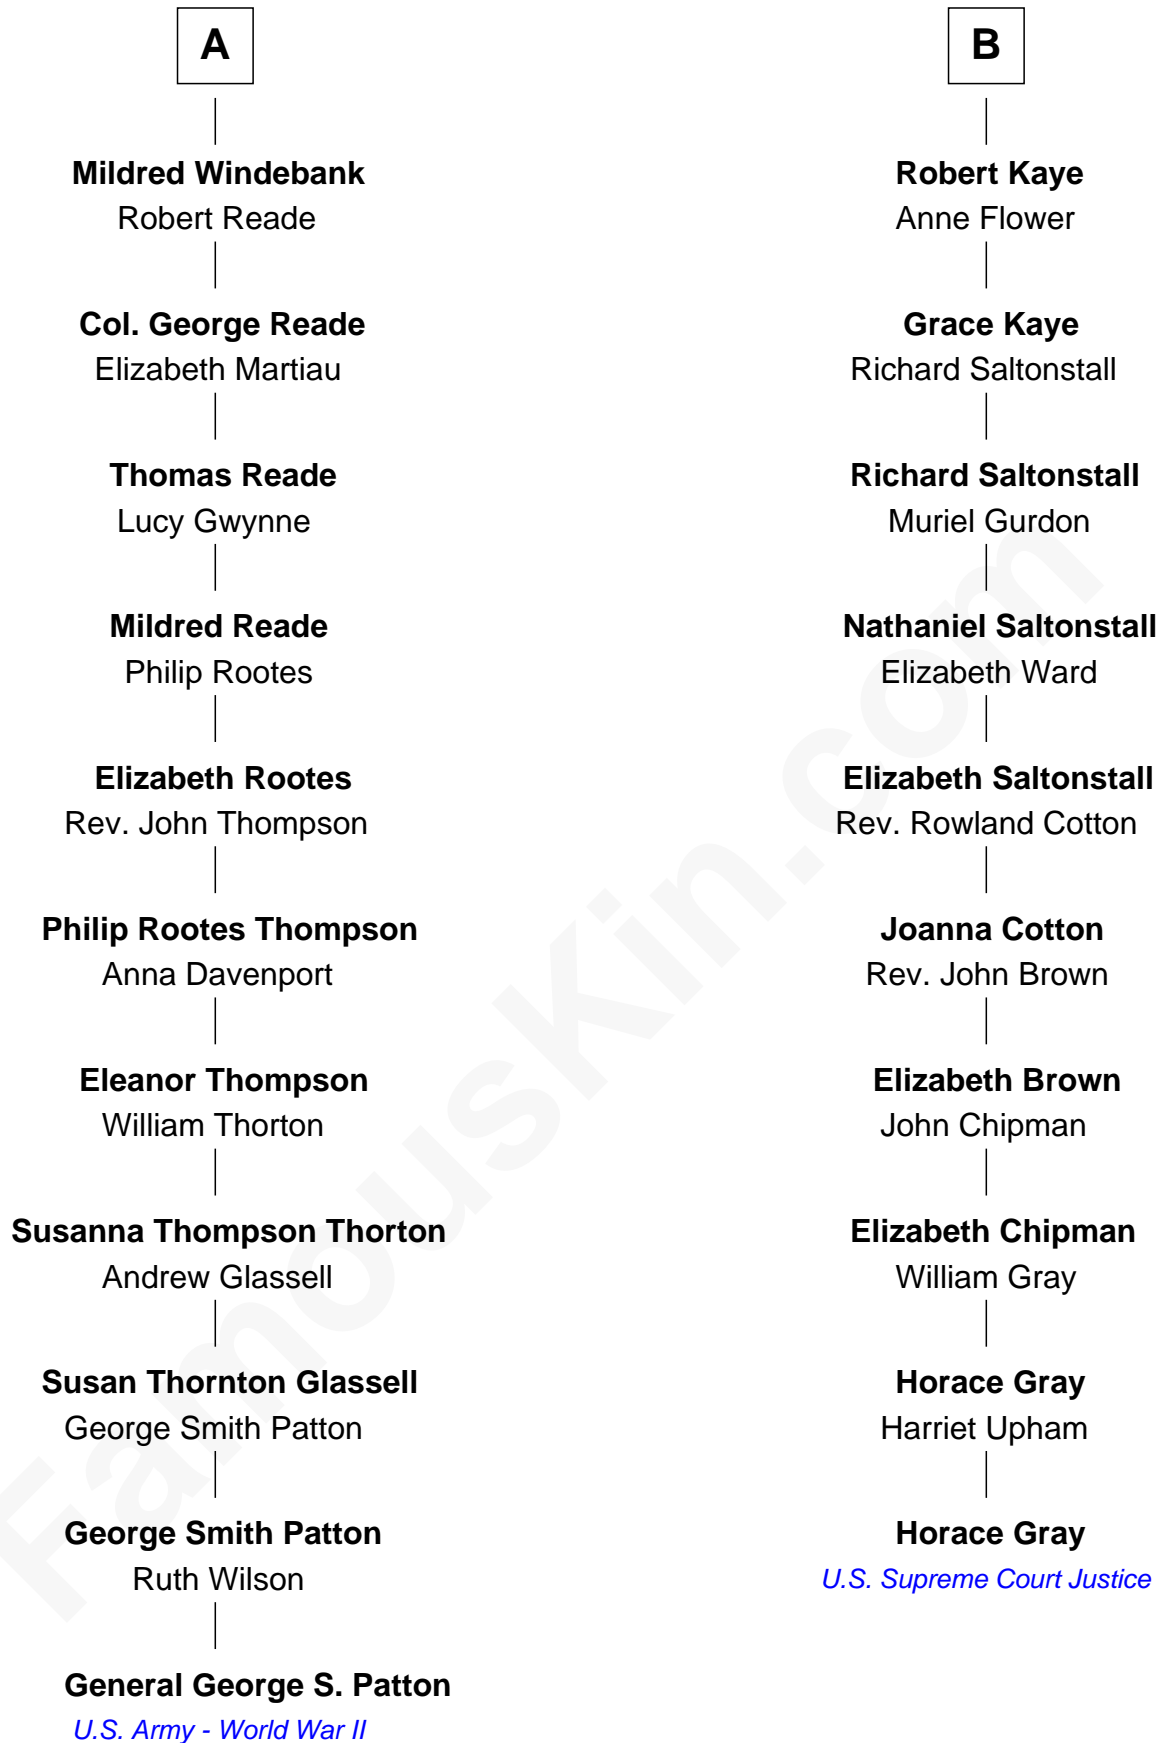 A
Mildred Windebank
Robert Reade
Col. George Reade
Elizabeth Martiau
Thomas Reade
Lucy Gwynne
Mildred Reade
Philip Rootes
Elizabeth Rootes
Rev. John Thompson
Philip Rootes Thompson
Anna Davenport
Eleanor Thompson
William Thorton
Susanna Thompson Thorton
Andrew Glassell
Susan Thornton Glassell
George Smith Patton
George Smith Patton
Ruth Wilson
General George S. Patton
U.S. Army - World War II
B
Robert Kaye
Anne Flower
Grace Kaye
Richard Saltonstall
Richard Saltonstall
Muriel Gurdon
Nathaniel Saltonstall
Elizabeth Ward
Elizabeth Saltonstall
Rev. Rowland Cotton
Joanna Cotton
Rev. John Brown
Elizabeth Brown
John Chipman
Elizabeth Chipman
William Gray
Horace Gray
Harriet Upham
Horace Gray
U.S. Supreme Court Justice
FamousKin.com